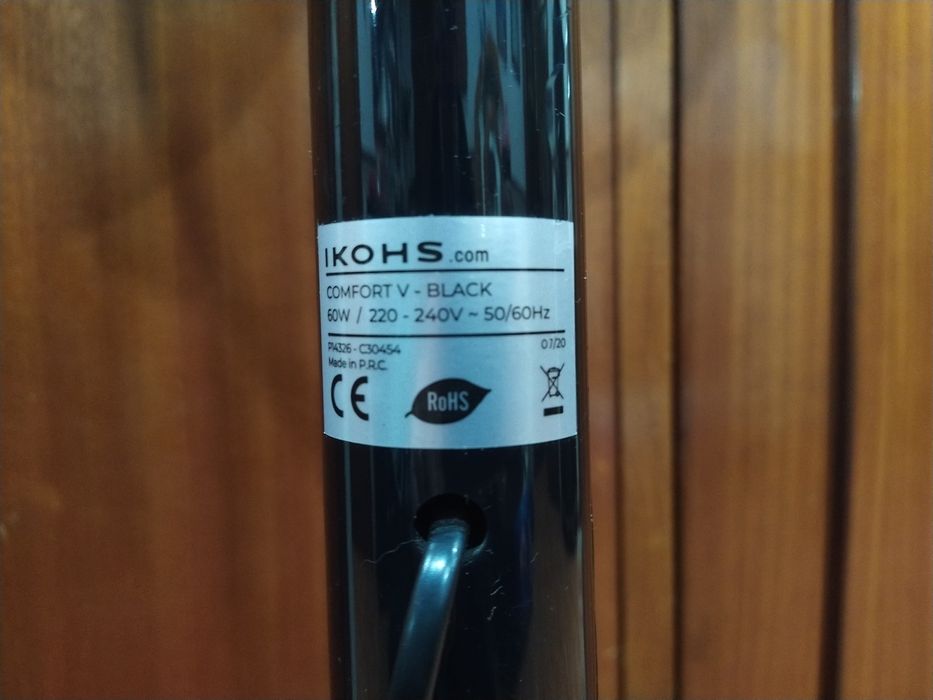 IKOHS.com
COMFORT V - BLACK
60W / 220 - 240V ~ 50/60Hz
P14326 - C30454
07/20
Made in P.R.C.
CE
RoHS